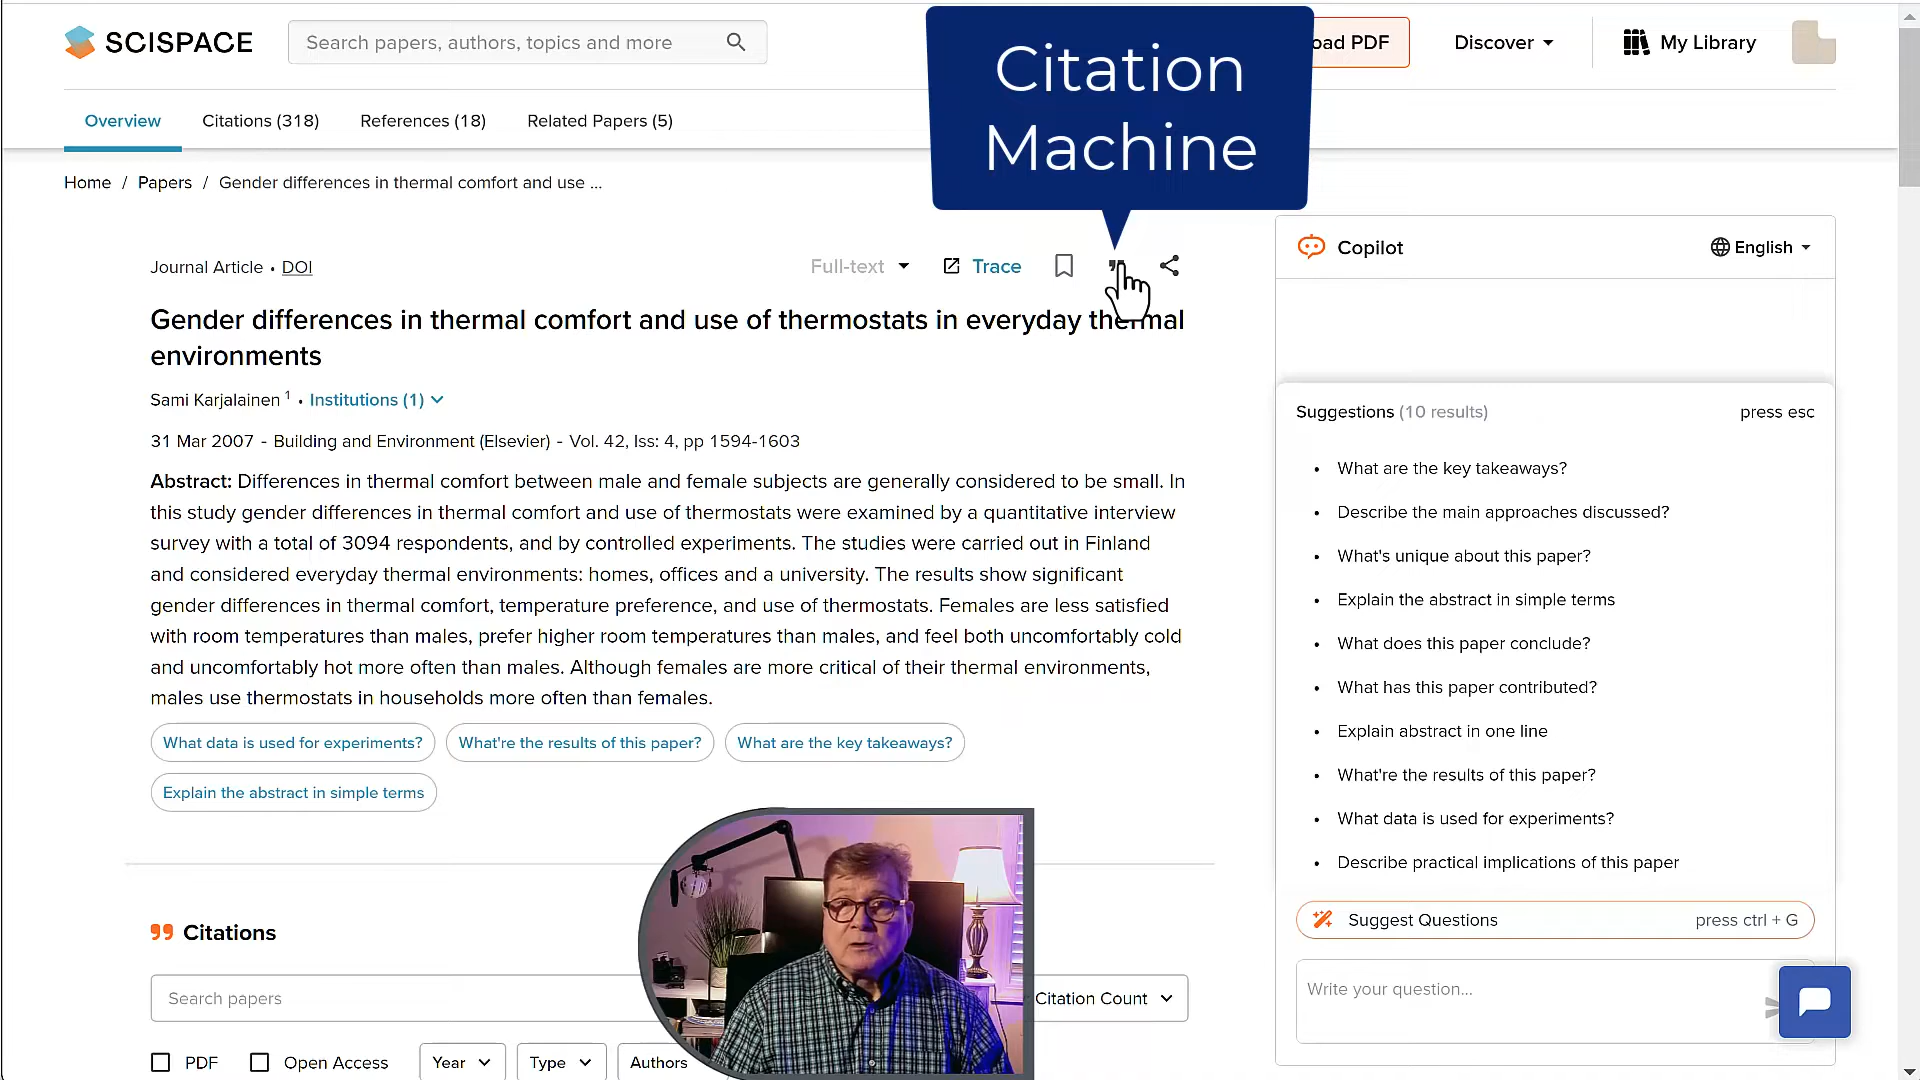 SCISPACE
Search papers, authors, topics and more
Citation
Machine
oad PDF
Discover
My Library
Overview
Citations (318)
References (18)
Related Papers (5)
Home / Papers / Gender differences in thermal comfort and use ...
Journal Article • DOI
Full-text
Trace
Gender differences in thermal comfort and use of thermostats in everyday thermal
environments
Sami Karjalainen 1 • Institutions (1)
31 Mar 2007 - Building and Environment (Elsevier) - Vol. 42, Iss: 4, pp 1594-1603
Abstract: Differences in thermal comfort between male and female subjects are generally considered to be small. In
this study gender differences in thermal comfort and use of thermostats were examined by a quantitative interview
survey with a total of 3094 respondents, and by controlled experiments. The studies were carried out in Finland
and considered everyday thermal environments: homes, offices and a university. The results show significant
gender differences in thermal comfort, temperature preference, and use of thermostats. Females are less satisfied
with room temperatures than males, prefer higher room temperatures than males, and feel both uncomfortably cold
and uncomfortably hot more often than males. Although females are more critical of their thermal environments,
males use thermostats in households more often than females.
What data is used for experiments?
What're the results of this paper?
What are the key takeaways?
Explain the abstract in simple terms
Citations
Search papers
Citation Count
PDF
Open Access
Year
Type
Authors
Copilot
English
Suggestions (10 results)
press esc
• What are the key takeaways?
• Describe the main approaches discussed?
• What's unique about this paper?
• Explain the abstract in simple terms
• What does this paper conclude?
• What has this paper contributed?
• Explain abstract in one line
• What're the results of this paper?
• What data is used for experiments?
• Describe practical implications of this paper
Suggest Questions
press ctrl + G
Write your question...